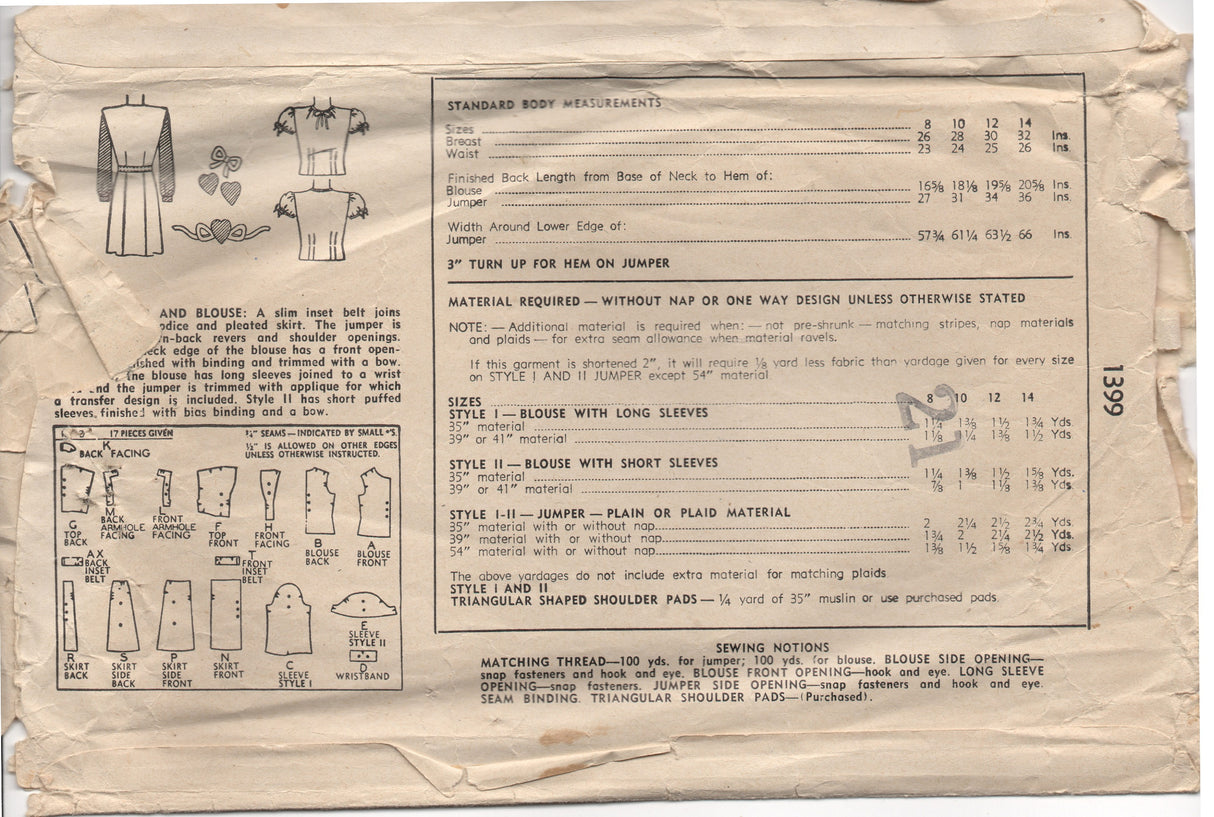 AND BLOUSE: A slim inset belt joins
odice and pleated skirt. The jumper is
n-back revers and shoulder openings.
eck edge of the blouse has a front open-
ished with binding and trimmed with a bow.
he blouse has long sleeves joined to a wrist
nd the jumper is trimmed with applique for which
a transfer design is included. Style II has short puffed
sleeves, finished with bias binding and a bow.
17 PIECES GIVEN
¾" SEAMS—INDICATED BY SMALL •'S.
½" IS ALLOWED ON OTHER EDGES
UNLESS OTHERWISE INSTRUCTED.
K
BACK FACING
G
TOP
BACK
M
BACK
ARMHOLE
FACING
L
FRONT
ARMHOLE
FACING
F
TOP
FRONT
H
FRONT
FACING
B
BLOUSE
BACK
A
BLOUSE
FRONT
AX
BACK
INSET
BELT
T
FRONT
INSET
BELT
R
SKIRT
BACK
S
SKIRT
SIDE
BACK
P
SKIRT
SIDE
FRONT
N
SKIRT
FRONT
C
SLEEVE
STYLE I
E
SLEEVE
STYLE II
D
WRISTBAND
STANDARD BODY MEASUREMENTS
Sizes 8 10 12 14
Breast 26 28 30 32 Ins.
Waist 23 24 25 26 Ins.
Finished Back Length from Base of Neck to Hem of:
Blouse 16⅝ 18⅛ 19⅝ 20⅝ Ins.
Jumper 27 31 34 36 Ins.
Width Around Lower Edge of:
Jumper 57¾ 61¼ 63½ 66 Ins.
3" TURN UP FOR HEM ON JUMPER
MATERIAL REQUIRED — WITHOUT NAP OR ONE WAY DESIGN UNLESS OTHERWISE STATED
NOTE: — Additional material is required when: — not pre-shrunk — matching stripes, nap materials
and plaids — for extra seam allowance when material ravels.
If this garment is shortened 2", it will require ⅛ yard less fabric than yardage given for every size
on STYLE I AND II JUMPER except 54" material
SIZES 8 10 12 14
STYLE I — BLOUSE WITH LONG SLEEVES
35" material 1¼ 1⅜ 1½ 1¾ Yds.
39" or 41" material 1⅛ 1¼ 1⅜ 1½ Yds
STYLE II — BLOUSE WITH SHORT SLEEVES
35" material 1¼ 1⅜ 1½ 1⅝ Yds.
39" or 41" material ⅞ 1 1⅛ 1⅜ Yds.
STYLE I-II — JUMPER — PLAIN OR PLAID MATERIAL
35" material with or without nap 2 2¼ 2½ 2¾ Yds.
39" material with or without nap 1¾ 2 2¼ 2½ Yds.
54" material with or without nap 1⅜ 1½ 1⅝ 1¾ Yds.
The above yardages do not include extra material for matching plaids
STYLE I AND II
TRIANGULAR SHAPED SHOULDER PADS — ¼ yard of 35" muslin or use purchased pads.
12
1399
SEWING NOTIONS
MATCHING THREAD—100 yds. for jumper; 100 yds. for blouse. BLOUSE SIDE OPENING—
snap fasteners and hook and eye. BLOUSE FRONT OPENING—hook and eye. LONG SLEEVE
OPENING—snap fasteners. JUMPER SIDE OPENING—snap fasteners and hook and eye.
SEAM BINDING. TRIANGULAR SHOULDER PADS—(Purchased).